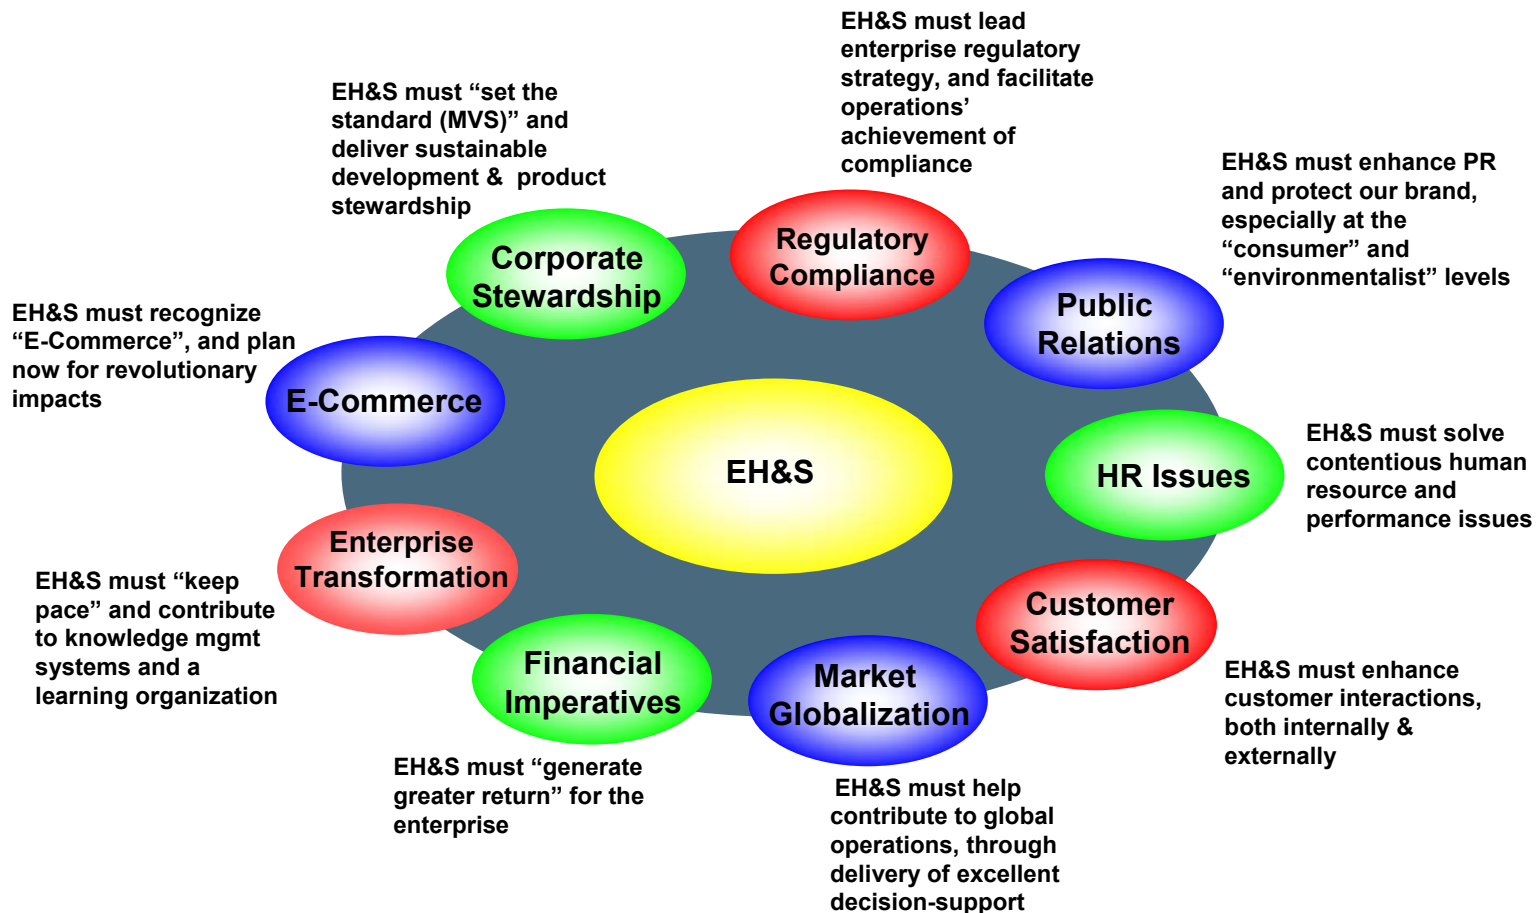 EH&S must lead
enterprise regulatory
strategy, and facilitate
operations’
achievement of
compliance
EH&S must “set the
standard (MVS)” and
deliver sustainable
development &  product
stewardship
EH&S must enhance PR
and protect our brand,
especially at the
“consumer” and
“environmentalist” levels
Regulatory
Compliance
Corporate
Stewardship
Public
Relations
EH&S must recognize
“E-Commerce”, and plan
now for revolutionary
impacts
E-Commerce
EH&S
HR Issues
EH&S must solve
contentious human
resource and
performance issues
Enterprise
Transformation
EH&S must “keep
pace” and contribute
to knowledge mgmt
systems and a
learning organization
Customer
Satisfaction
EH&S must enhance
customer interactions,
both internally &
externally
Financial
Imperatives
Market
Globalization
EH&S must “generate
greater return” for the
enterprise
EH&S must help
contribute to global
operations, through
delivery of excellent
decision-support